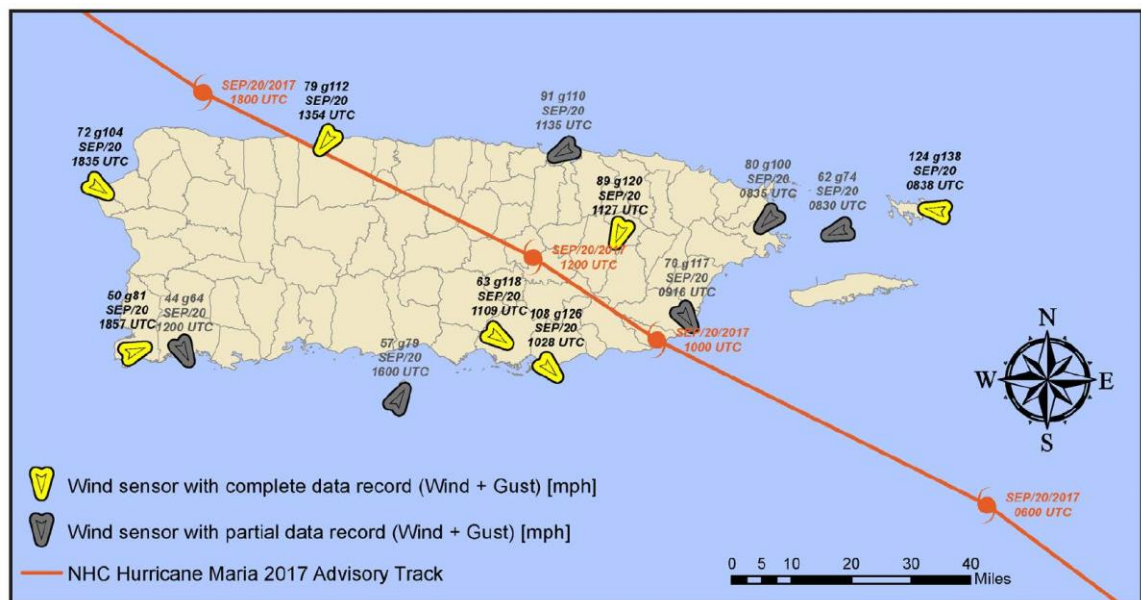 SEP/20/2017
1800 UTC
79 g112
SEP/20
1354 UTC
91 g110
SEP/20
1135 UTC
72 g104
SEP/20
1835 UTC
89 g120
SEP/20
1127 UTC
80 g100
SEP/20
0835 UTC
62 g74
SEP/20
0830 UTC
124 g138
SEP/20
0838 UTC
SEP/20/2017
1200 UTC
70 g117
SEP/20
0916 UTC
50 g81
SEP/20
1857 UTC
44 g64
SEP/20
1200 UTC
63 g118
SEP/20
1109 UTC
108 g126
SEP/20
1028 UTC
57 g79
SEP/20
1600 UTC
SEP/20/2017
1000 UTC
N
W
E
S
Wind sensor with complete data record (Wind + Gust) [mph]
Wind sensor with partial data record (Wind + Gust) [mph]
NHC Hurricane Maria 2017 Advisory Track
SEP/20/2017
0600 UTC
0 5 10 20 30 40
Miles